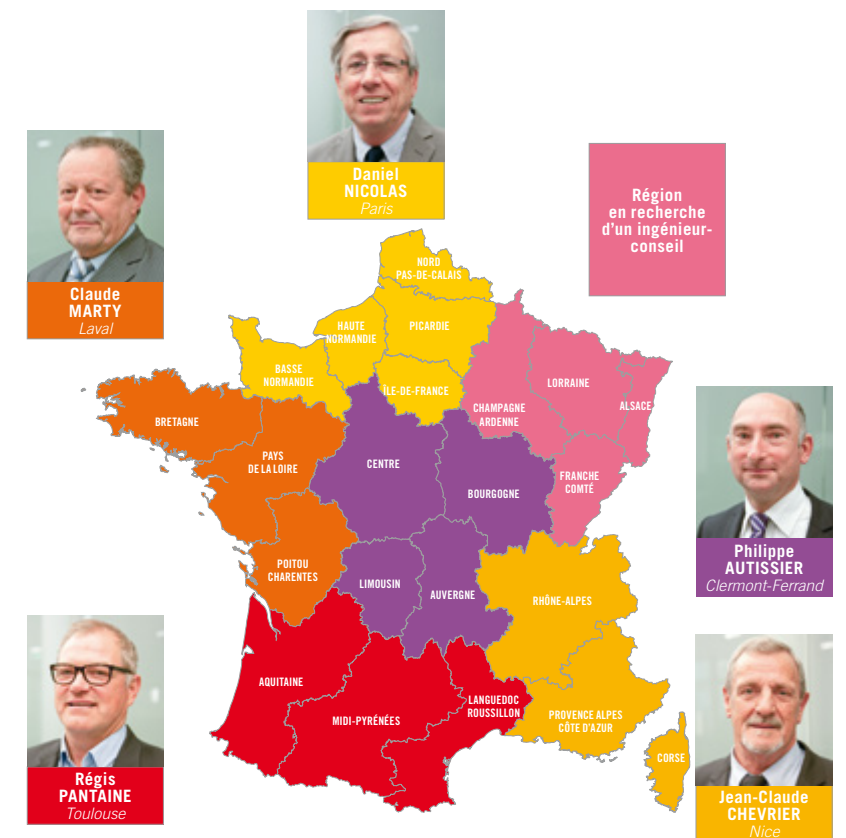 Daniel
NICOLAS
Paris
Claude
MARTY
Laval
Région
en recherche
d'un ingénieur-
conseil
NORD
PAS-DE-CALAIS
HAUTE
NORMANDIE
PICARDIE
BASSE
NORMANDIE
ÎLE-DE-FRANCE
CHAMPAGNE
ARDENNE
LORRAINE
ALSACE
BRETAGNE
PAYS
DE LA LOIRE
CENTRE
BOURGOGNE
FRANCHE
COMTÉ
POITOU
CHARENTES
LIMOUSIN
AUVERGNE
RHÔNE-ALPES
AQUITAINE
MIDI-PYRÉNÉES
LANGUEDOC
ROUSSILLON
PROVENCE ALPES
CÔTE D'AZUR
CORSE
Philippe
AUTISSIER
Clermont-Ferrand
Régis
PANTAINE
Toulouse
Jean-Claude
CHEVRIER
Nice